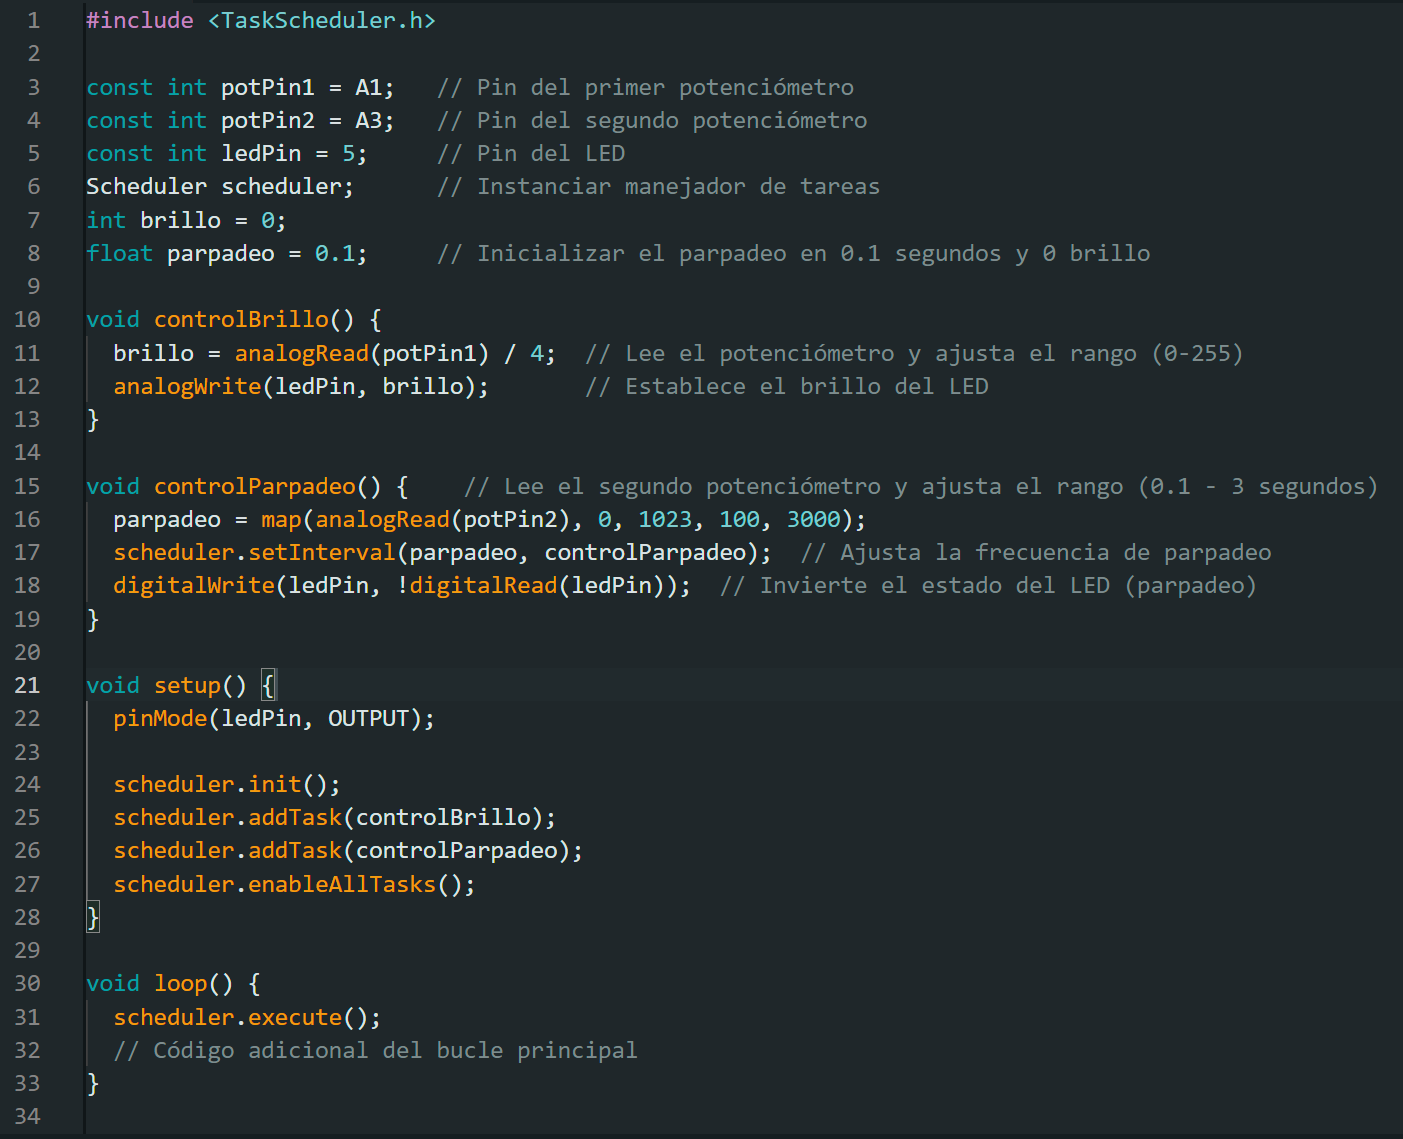 1 #include <TaskScheduler.h>
2
3 const int potPin1 = A1;   // Pin del primer potenciómetro
4 const int potPin2 = A3;   // Pin del segundo potenciómetro
5 const int ledPin = 5;     // Pin del LED
6 Scheduler scheduler;      // Instanciar manejador de tareas
7 int brillo = 0;
8 float parpadeo = 0.1;     // Inicializar el parpadeo en 0.1 segundos y 0 brillo
9
10 void controlBrillo() {
11   brillo = analogRead(potPin1) / 4;  // Lee el potenciómetro y ajusta el rango (0-255)
12   analogWrite(ledPin, brillo);       // Establece el brillo del LED
13 }
14
15 void controlParpadeo() {    // Lee el segundo potenciómetro y ajusta el rango (0.1 - 3 segundos)
16   parpadeo = map(analogRead(potPin2), 0, 1023, 100, 3000);
17   scheduler.setInterval(parpadeo, controlParpadeo);  // Ajusta la frecuencia de parpadeo
18   digitalWrite(ledPin, !digitalRead(ledPin));  // Invierte el estado del LED (parpadeo)
19 }
20
21 void setup() {
22   pinMode(ledPin, OUTPUT);
23
24   scheduler.init();
25   scheduler.addTask(controlBrillo);
26   scheduler.addTask(controlParpadeo);
27   scheduler.enableAllTasks();
28 }
29
30 void loop() {
31   scheduler.execute();
32   // Código adicional del bucle principal
33 }
34